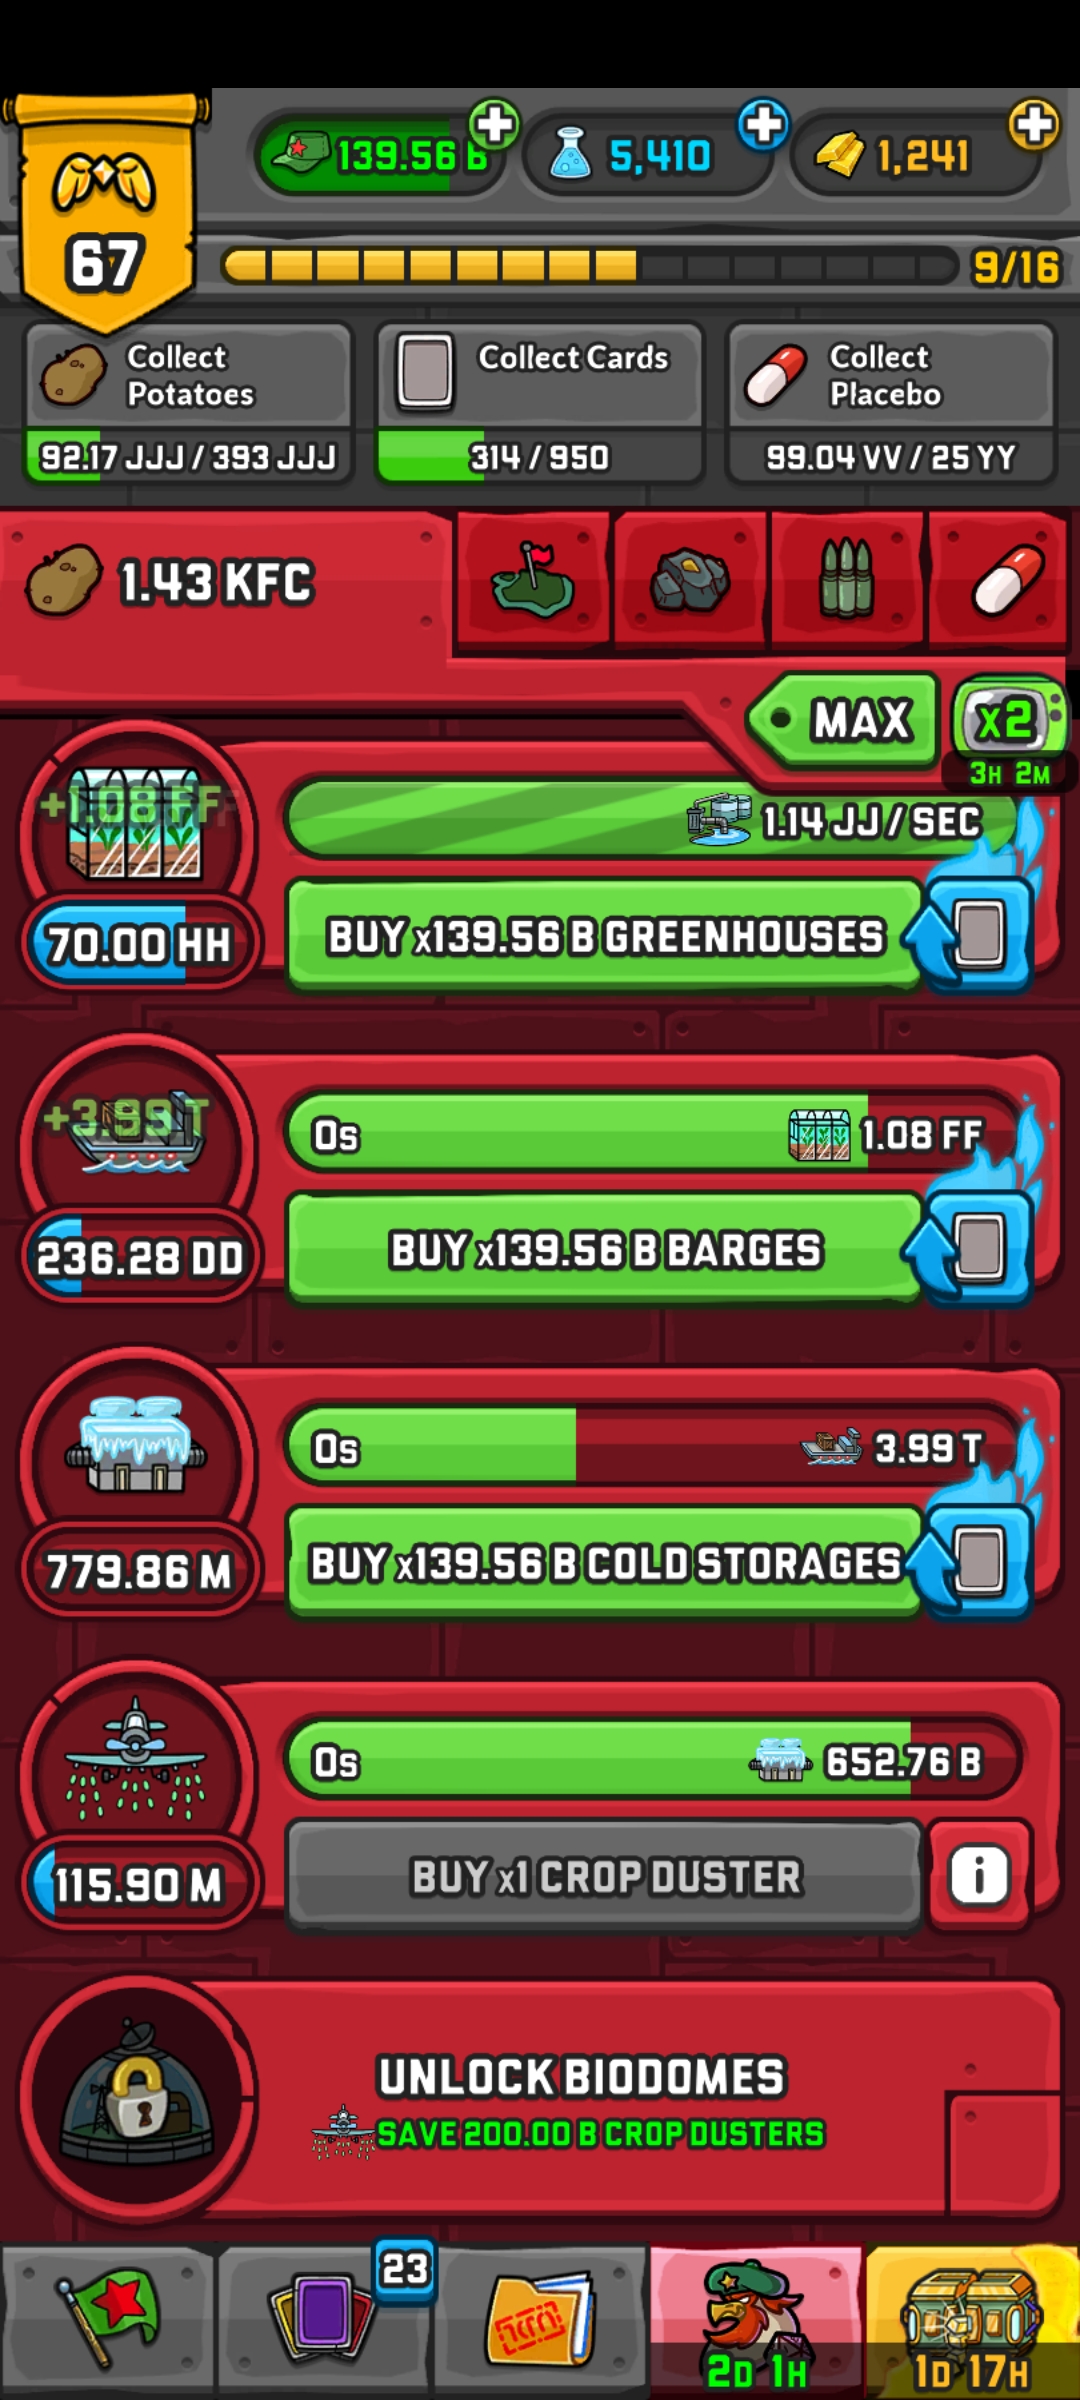 67
139.56 B
5,410
1,241
9/16
Collect
Potatoes
92.17 JJJ / 393 JJJ
Collect Cards
314 / 950
Collect
Placebo
99.04 VV / 25 YY
1.43 KFC
MAX
x2
3H 2M
+1.08 FF
1.14 JJ / SEC
70.00 HH
BUY x139.56 B GREENHOUSES
+3.99 T
0s
1.08 FF
236.28 DD
BUY x139.56 B BARGES
0s
3.99 T
779.86 M
BUY x139.56 B COLD STORAGES
0s
652.76 B
115.90 M
BUY x1 CROP DUSTER
i
UNLOCK BIODOMES
SAVE 200.00 B CROP DUSTERS
23
2D 1H
1D 17H